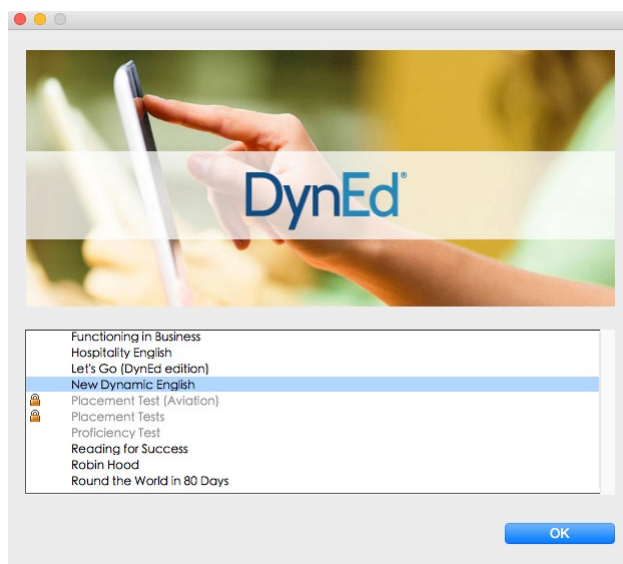 DynEd®
Functioning in Business
Hospitality English
Let's Go (DynEd edition)
New Dynamic English
Placement Test (Aviation)
Placement Tests
Proficiency Test
Reading for Success
Robin Hood
Round the World in 80 Days
OK